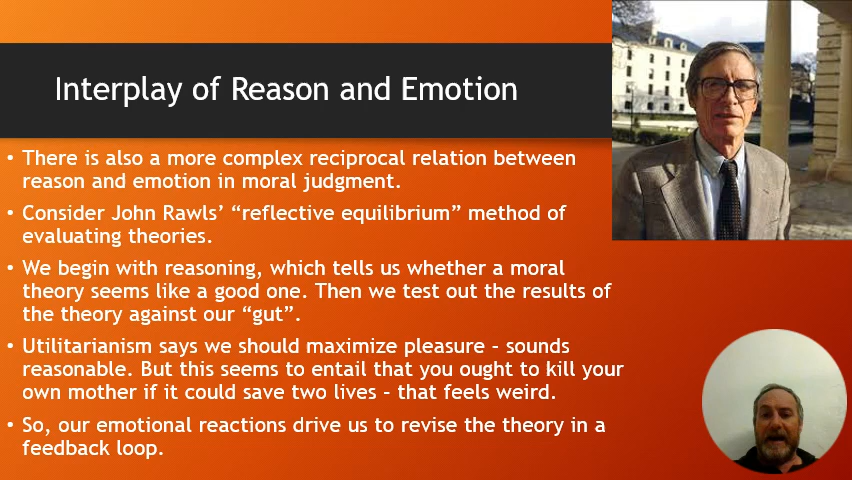 Interplay of Reason and Emotion
• There is also a more complex reciprocal relation between
reason and emotion in moral judgment.
• Consider John Rawls’ “reflective equilibrium” method of
evaluating theories.
• We begin with reasoning, which tells us whether a moral
theory seems like a good one. Then we test out the results of
the theory against our “gut”.
• Utilitarianism says we should maximize pleasure – sounds
reasonable. But this seems to entail that you ought to kill your
own mother if it could save two lives – that feels weird.
• So, our emotional reactions drive us to revise the theory in a
feedback loop.